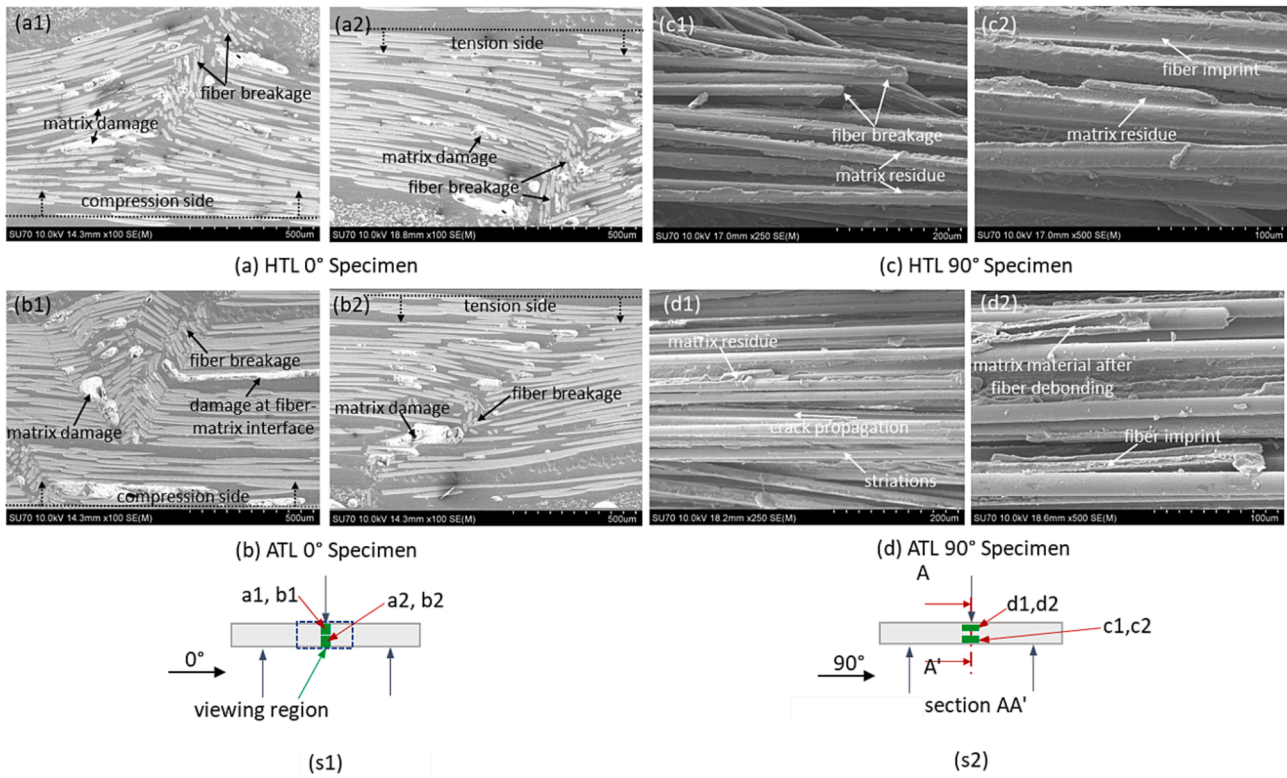 (a1)
fiber breakage
matrix damage
compression side
SU70 10.0kV 14.3mm x100 SE(M)
500um
(a2)
tension side
matrix damage
fiber breakage
SU70 10.0kV 18.8mm x100 SE(M)
500um
(c1)
fiber breakage
matrix residue
SU70 10.0kV 17.0mm x250 SE(M)
200um
(c2)
fiber imprint
matrix residue
SU70 10.0kV 17.0mm x500 SE(M)
100um
(a) HTL 0° Specimen
(c) HTL 90° Specimen
(b1)
fiber breakage
damage at fiber-
matrix interface
matrix damage
compression side
SU70 10.0kV 14.3mm x100 SE(M)
500um
(b2)
tension side
fiber breakage
matrix damage
SU70 10.0kV 14.3mm x100 SE(M)
500um
(d1)
matrix residue
crack propagation
striations
SU70 10.0kV 18.2mm x250 SE(M)
200um
(d2)
matrix material after
fiber debonding
fiber imprint
SU70 10.0kV 18.6mm x500 SE(M)
100um
(b) ATL 0° Specimen
(d) ATL 90° Specimen
a1, b1
a2, b2
0°
viewing region
(s1)
A
d1,d2
c1,c2
A'
90°
section AA'
(s2)